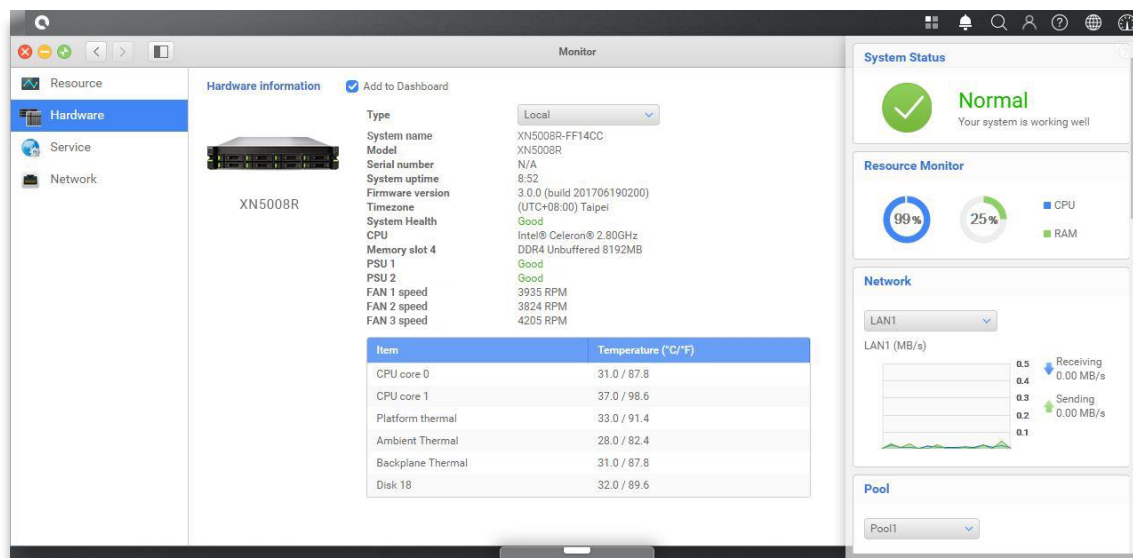 Monitor
Resource
Hardware
Service
Network
Hardware information
Add to Dashboard
XN5008R
Type Local
System name XN5008R-FF14CC
Model XN5008R
Serial number N/A
System uptime 8:52
Firmware version 3.0.0 (build 201706190200)
Timezone (UTC+08:00) Taipei
System Health Good
CPU Intel® Celeron® 2.80GHz
Memory slot 4 DDR4 Unbuffered 8192MB
PSU 1 Good
PSU 2 Good
FAN 1 speed 3935 RPM
FAN 2 speed 3824 RPM
FAN 3 speed 4205 RPM
Item Temperature (°C/°F)
CPU core 0 31.0 / 87.8
CPU core 1 37.0 / 98.6
Platform thermal 33.0 / 91.4
Ambient Thermal 28.0 / 82.4
Backplane Thermal 31.0 / 87.8
Disk 18 32.0 / 89.6
System Status
Normal
Your system is working well
Resource Monitor
99%
25%
CPU
RAM
Network
LAN1
LAN1 (MB/s)
0.5
0.4
0.3
0.2
0.1
Receiving
0.00 MB/s
Sending
0.00 MB/s
Pool
Pool1